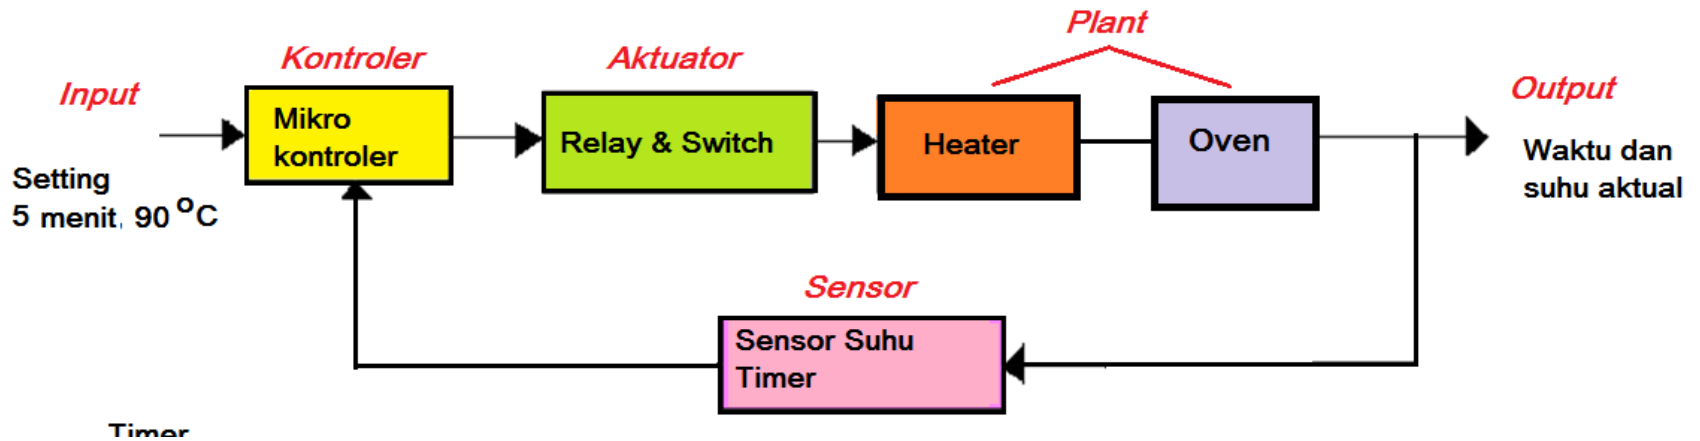 Plant
Kontroler
Aktuator
Input
Output
Mikro
kontroler
Relay & Switch
Heater
Oven
Setting
5 menit, 90 °C
Waktu dan
suhu aktual
Sensor
Sensor Suhu
Timer
Timer